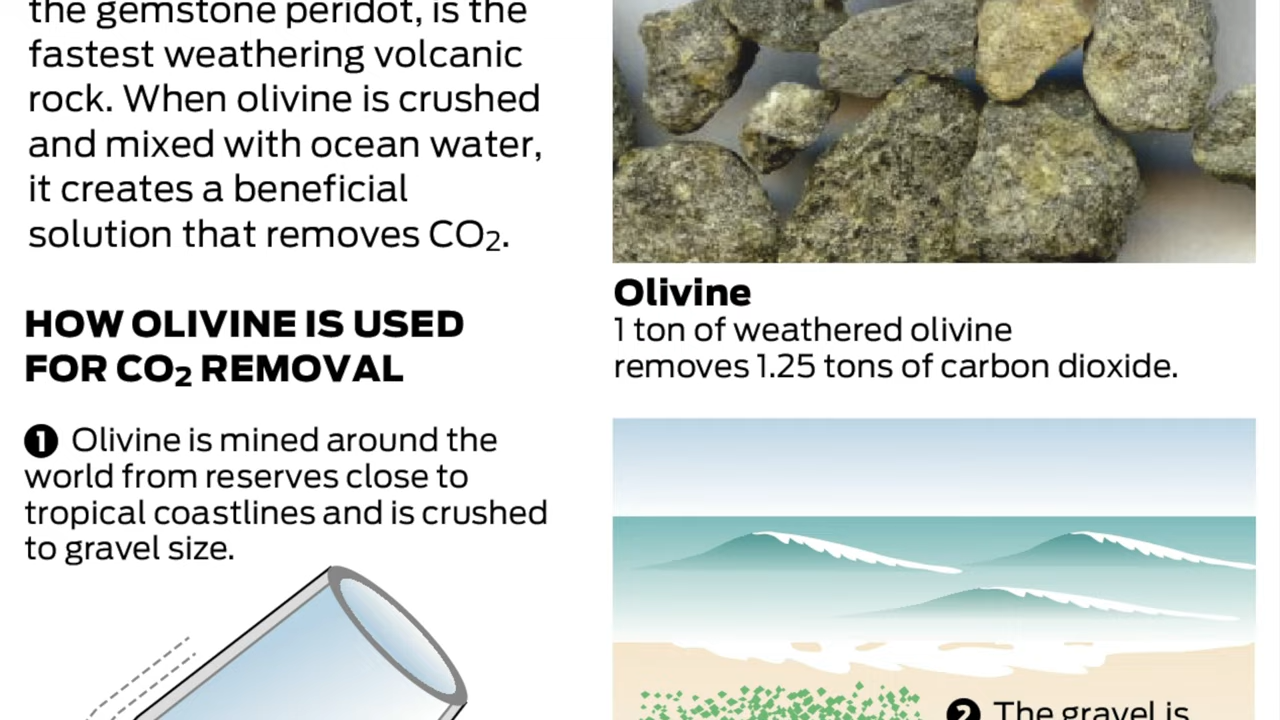 the gemstone peridot, is the
fastest weathering volcanic
rock. When olivine is crushed
and mixed with ocean water,
it creates a beneficial
solution that removes CO₂.
HOW OLIVINE IS USED
FOR CO₂ REMOVAL
1 Olivine is mined around the
world from reserves close to
tropical coastlines and is crushed
to gravel size.
Olivine
1 ton of weathered olivine
removes 1.25 tons of carbon dioxide.
2 The gravel is